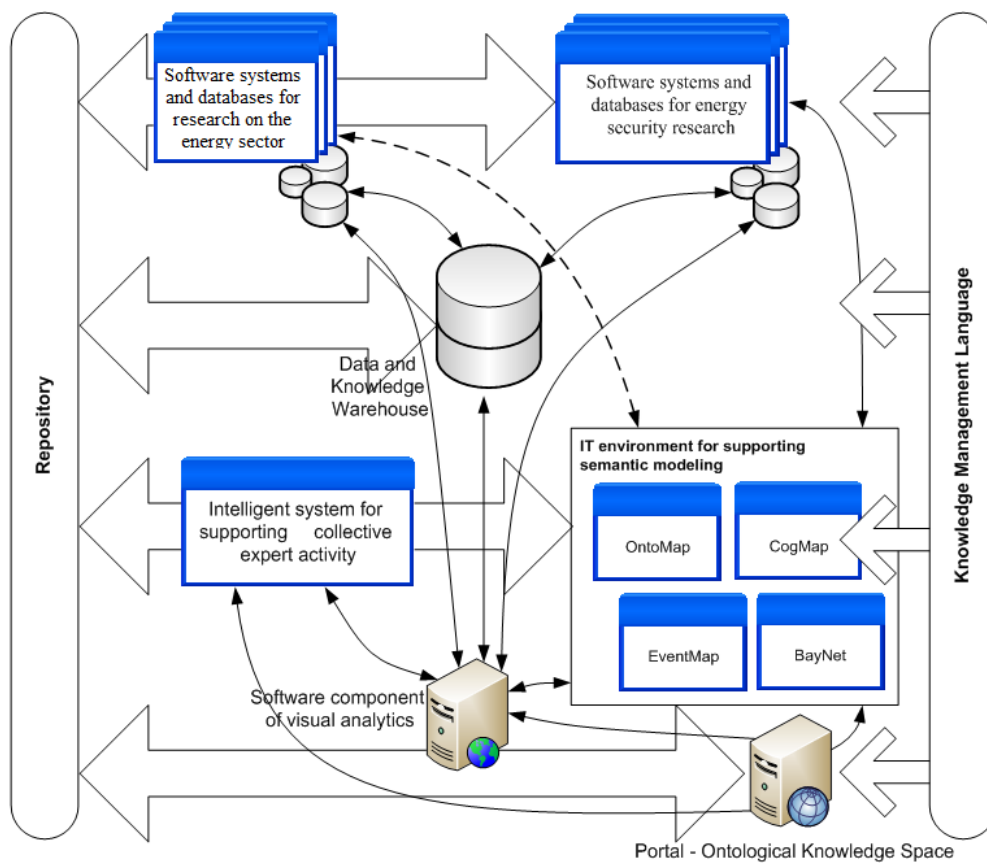 Software systems
and databases for
research on the
energy sector
Software systems and
databases for energy
security research
Repository
Knowledge Management Language
Data and
Knowledge
Warehouse
IT environment for supporting
semantic modeling
Intelligent system for
supporting collective
expert activity
OntoMap
CogMap
EventMap
BayNet
Software component
of visual analytics
Portal - Ontological Knowledge Space